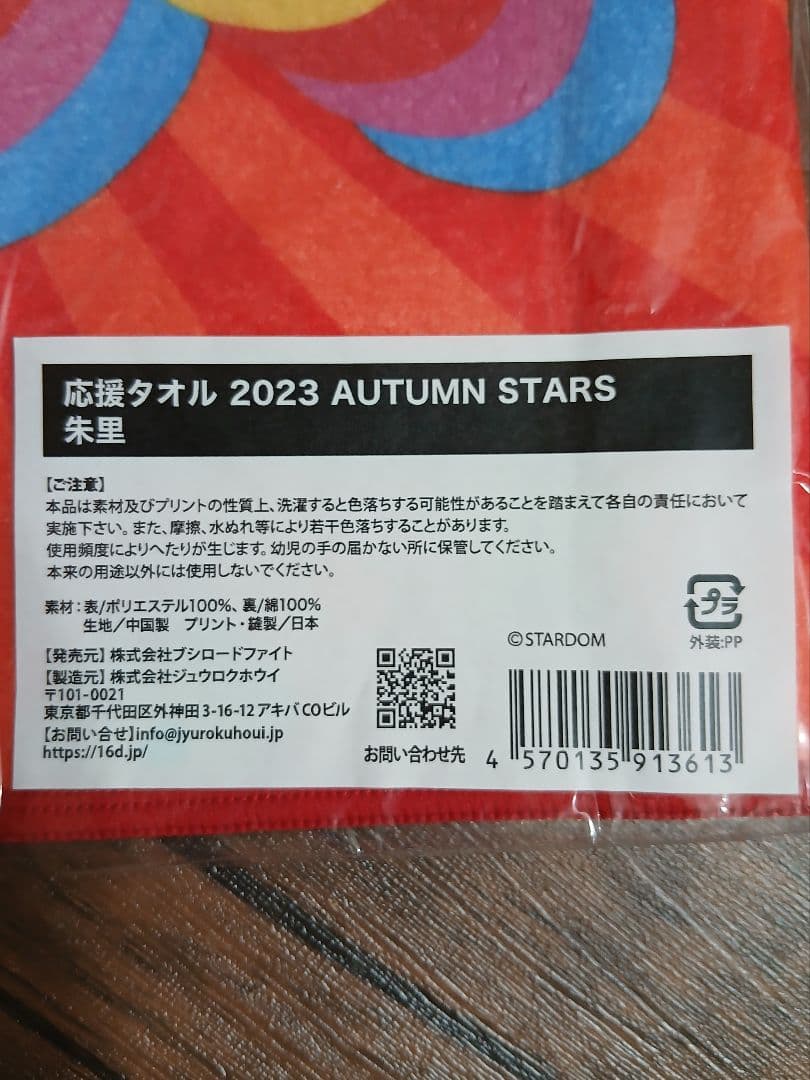 応援タオル 2023 AUTUMN STARS
朱里
【ご注意】
本品は素材及びプリントの性質上、洗濯すると色落ちする可能性があることを踏まえて各自の責任において
実施下さい。また、摩擦、水ぬれ等により若干色落ちすることがあります。
使用頻度によりへたりが生じます。幼児の手の届かない所に保管してください。
本来の用途以外には使用しないでください。
素材：表/ポリエステル100%、裏/綿100%
生地／中国製　プリント・縫製／日本
【発売元】株式会社ブシロードファイト
【製造元】株式会社ジュウロクホウイ
〒101-0021
東京都千代田区外神田3-16-12アキバCOビル
【お問い合せ】info@jyurokuhoui.jp
https://16d.jp/
お問い合わせ先
©STARDOM
プラ
外装:PP
4 570135 913613